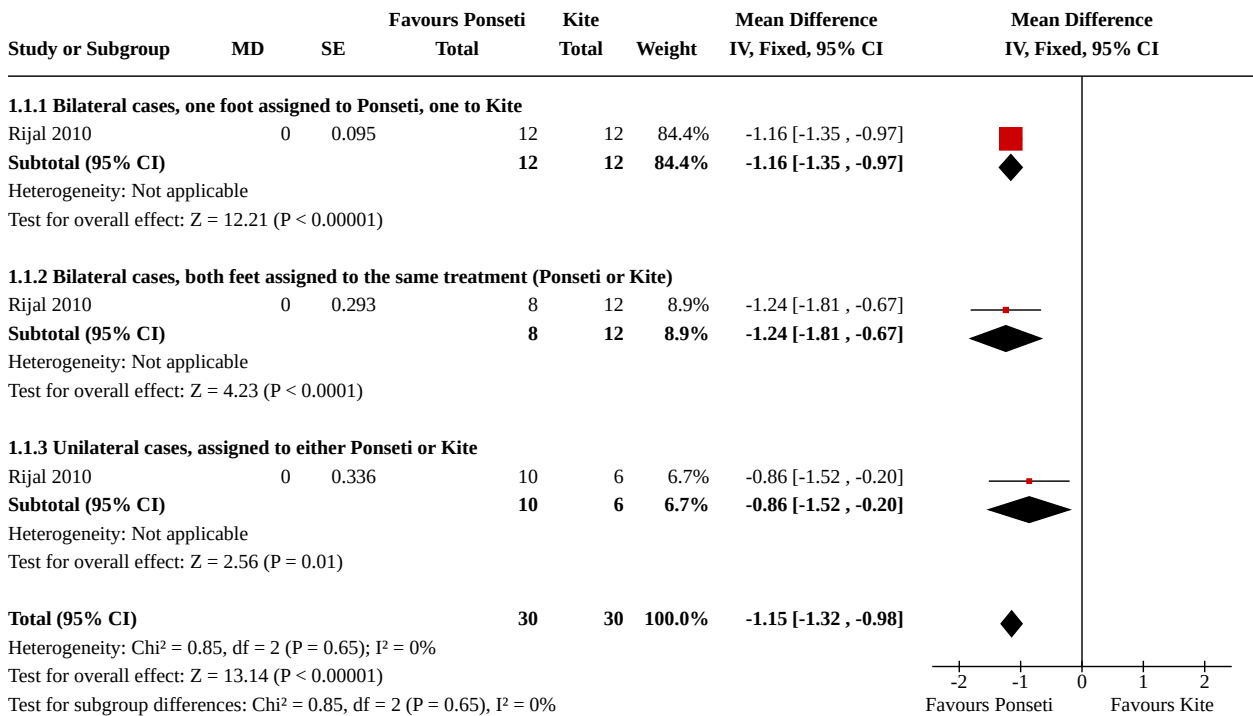 Favours Ponseti Kite Mean Difference Mean Difference
Study or Subgroup MD SE Total Total Weight IV, Fixed, 95% CI IV, Fixed, 95% CI
1.1.1 Bilateral cases, one foot assigned to Ponseti, one to Kite
Rijal 2010 0 0.095 12 12 84.4% -1.16 [-1.35 , -0.97]
Subtotal (95% CI) 12 12 84.4% -1.16 [-1.35 , -0.97]
Heterogeneity: Not applicable
Test for overall effect: Z = 12.21 (P < 0.00001)
1.1.2 Bilateral cases, both feet assigned to the same treatment (Ponseti or Kite)
Rijal 2010 0 0.293 8 12 8.9% -1.24 [-1.81 , -0.67]
Subtotal (95% CI) 8 12 8.9% -1.24 [-1.81 , -0.67]
Heterogeneity: Not applicable
Test for overall effect: Z = 4.23 (P < 0.0001)
1.1.3 Unilateral cases, assigned to either Ponseti or Kite
Rijal 2010 0 0.336 10 6 6.7% -0.86 [-1.52 , -0.20]
Subtotal (95% CI) 10 6 6.7% -0.86 [-1.52 , -0.20]
Heterogeneity: Not applicable
Test for overall effect: Z = 2.56 (P = 0.01)
Total (95% CI) 30 30 100.0% -1.15 [-1.32 , -0.98]
Heterogeneity: Chi² = 0.85, df = 2 (P = 0.65); I² = 0%
Test for overall effect: Z = 13.14 (P < 0.00001)
-2 -1 0 1 2
Test for subgroup differences: Chi² = 0.85, df = 2 (P = 0.65), I² = 0% Favours Ponseti Favours Kite